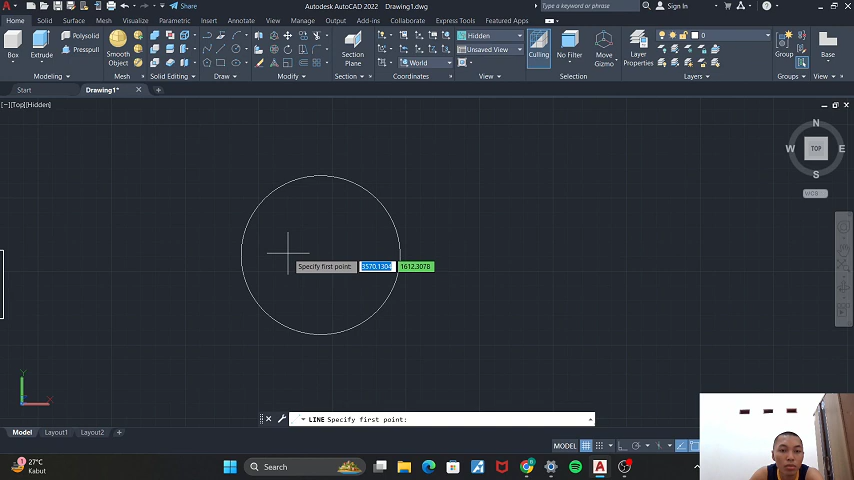 Share
Autodesk AutoCAD 2022 Drawing1.dwg
Type a keyword or phrase
Sign In
Home Solid Surface Mesh Visualize Parametric Insert Annotate View Manage Output Add-ins Collaborate Express Tools Featured Apps
Box
Extrude
Polysolid
Presspull
Smooth
Object
Section
Plane
World
Hidden
Unsaved View
Culling
No Filter
Move
Gizmo
Layer
Properties
0
Group
Base
Modeling
Mesh
Solid Editing
Draw
Modify
Section
Coordinates
View
Selection
Layers
Groups
View
Start
Drawing1*
[−][Top][Hidden]
N
W
TOP
E
S
WCS
Specify first point:
3570.1304
1612.3078
Y
X
LINE Specify first point:
Model Layout1 Layout2 +
MODEL
27°C
Kabut
Search